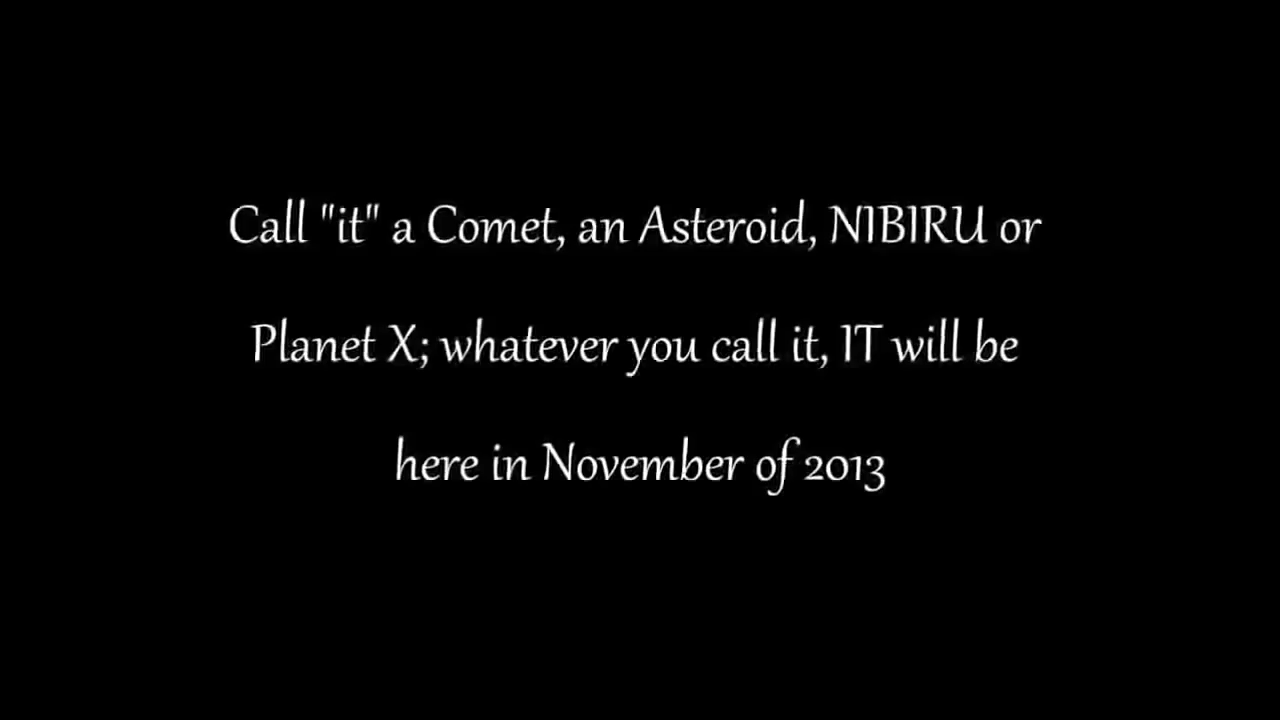 Call "it" a Comet, an Asteroid, NIBIRU or
Planet X; whatever you call it, IT will be
here in November of 2013